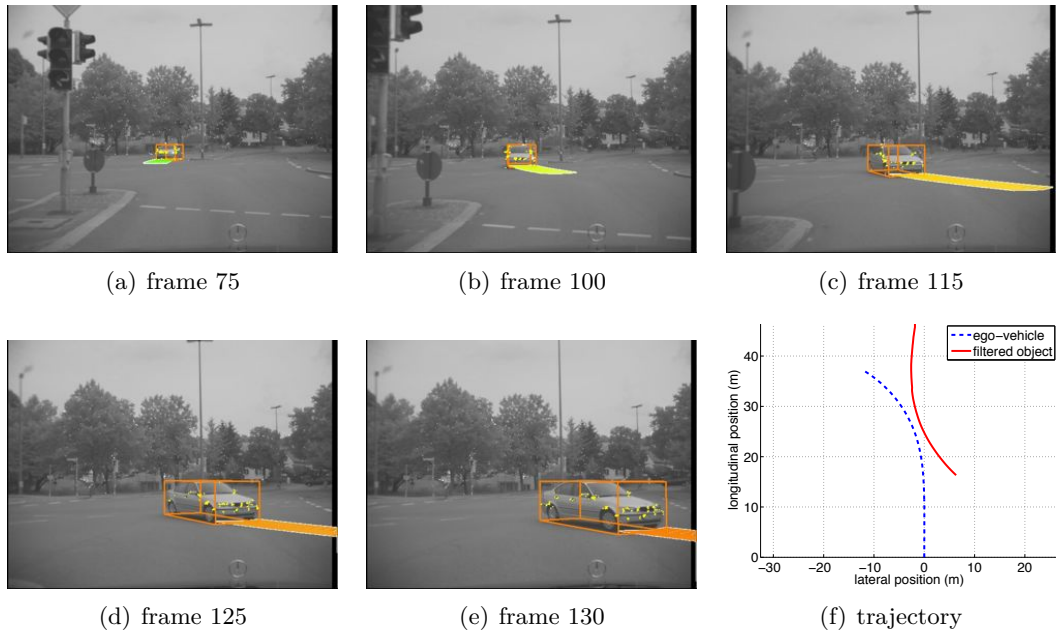 (a) frame 75
(b) frame 100
(c) frame 115
(d) frame 125
(e) frame 130
ego−vehicle
filtered object
longitudinal position (m)
40
30
20
10
0
−30 −20 −10 0 10 20
lateral position (m)
(f) trajectory